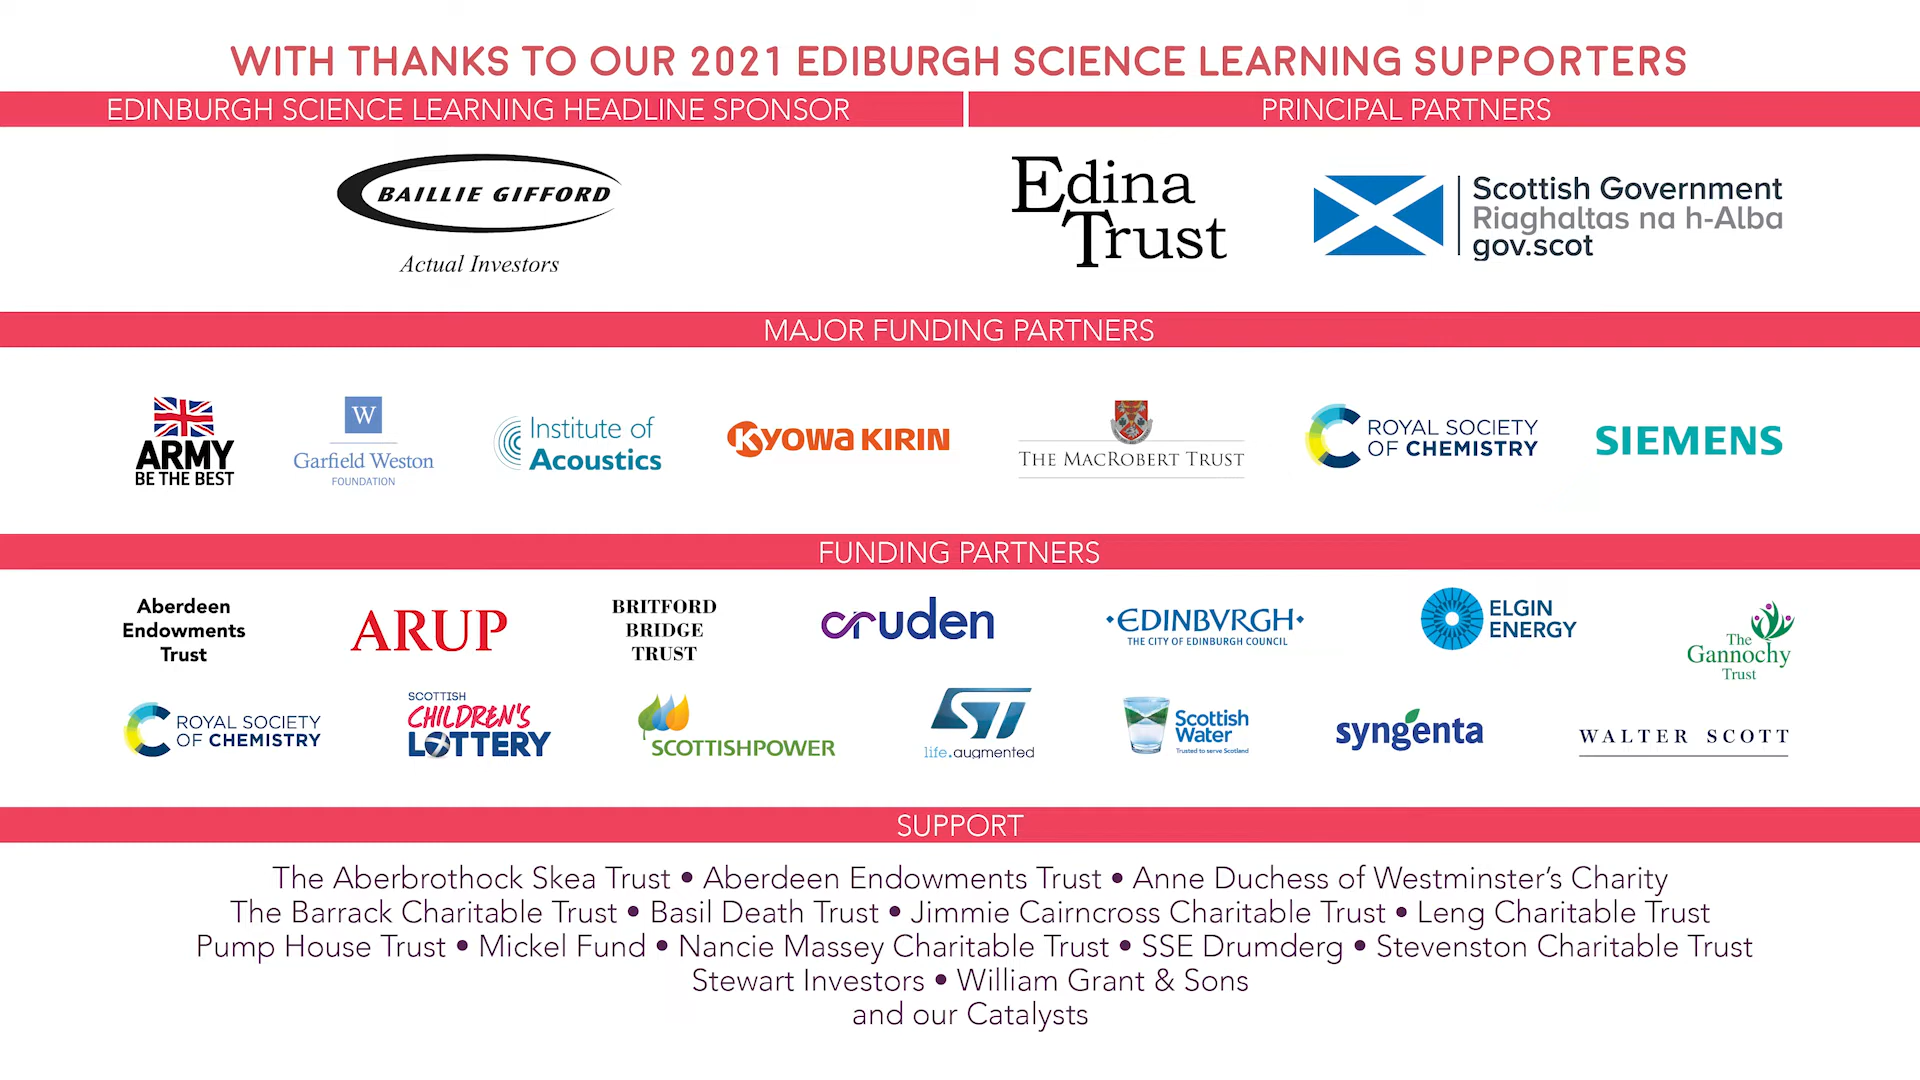 WITH THANKS TO OUR 2021 EDIBURGH SCIENCE LEARNING SUPPORTERS
EDINBURGH SCIENCE LEARNING HEADLINE SPONSOR
PRINCIPAL PARTNERS
BAILLIE GIFFORD
Actual Investors
Edina
Trust
Scottish Government
Riaghaltas na h-Alba
gov.scot
MAJOR FUNDING PARTNERS
ARMY
BE THE BEST
W
Garfield Weston
FOUNDATION
Institute of
Acoustics
KYOWA KIRIN
THE MACROBERT TRUST
ROYAL SOCIETY
OF CHEMISTRY
SIEMENS
FUNDING PARTNERS
Aberdeen
Endowments
Trust
ARUP
BRITFORD
BRIDGE
TRUST
cruden
•EDINBVRGH•
THE CITY OF EDINBURGH COUNCIL
ELGIN
ENERGY
The
Gannochy
Trust
ROYAL SOCIETY
OF CHEMISTRY
SCOTTISH
CHILDREN'S
LOTTERY
SCOTTISHPOWER
ST
life.augmented
Scottish
Water
Trusted to serve Scotland
syngenta
WALTER SCOTT
SUPPORT
The Aberbrothock Skea Trust • Aberdeen Endowments Trust • Anne Duchess of Westminster's Charity
The Barrack Charitable Trust • Basil Death Trust • Jimmie Cairncross Charitable Trust • Leng Charitable Trust
Pump House Trust • Mickel Fund • Nancie Massey Charitable Trust • SSE Drumderg • Stevenston Charitable Trust
Stewart Investors • William Grant & Sons
and our Catalysts